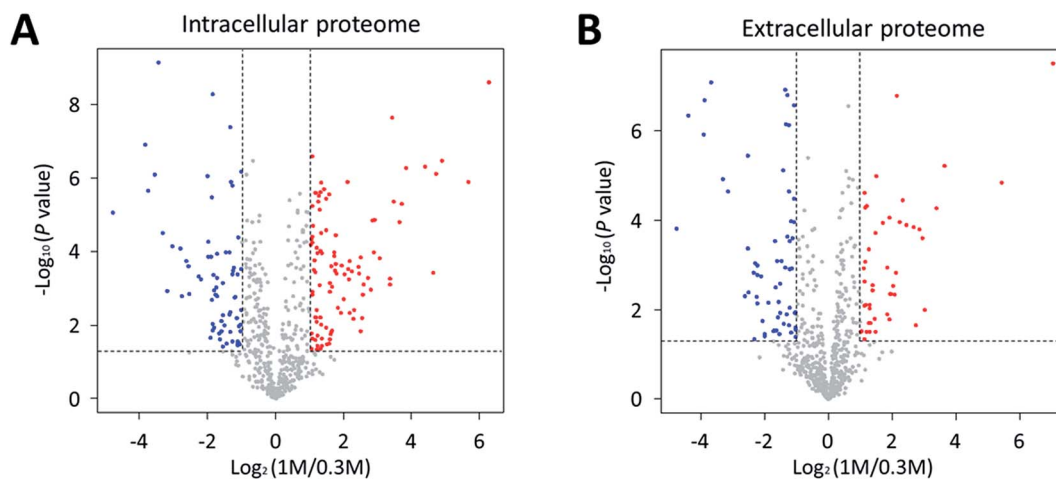 A
Intracellular proteome
-Log₁₀(P value)
8
6
4
2
0
-4 -2 0 2 4 6
Log₂(1M/0.3M)
B
Extracellular proteome
-Log₁₀(P value)
6
4
2
0
-4 -2 0 2 4 6
Log₂(1M/0.3M)